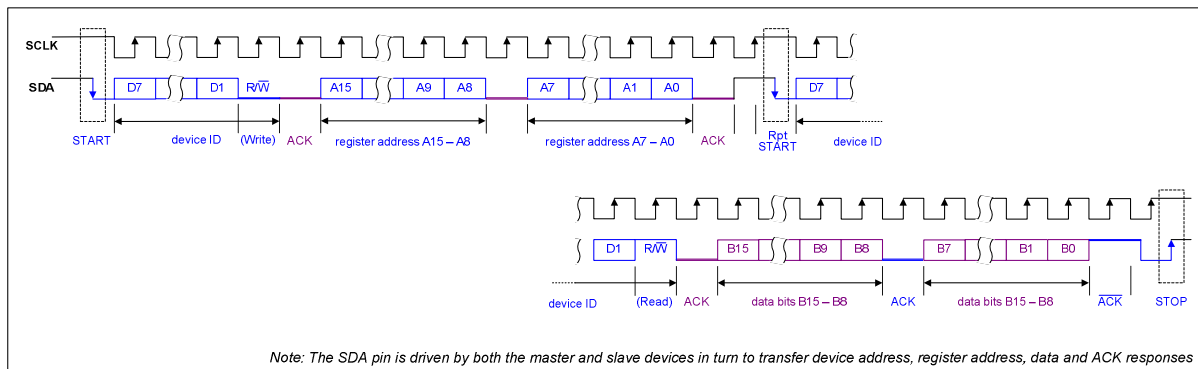 SCLK
SDA
D7 D1 R/W̅ A15 A9 A8 A7 A1 A0 D7
START device ID (Write) ACK register address A15 – A8 register address A7 – A0 ACK Rpt START device ID
D1 R/W̅ B15 B9 B8 B7 B1 B0
device ID (Read) ACK data bits B15 – B8 ACK data bits B15 – B8 A̅C̅K̅ STOP
Note: The SDA pin is driven by both the master and slave devices in turn to transfer device address, register address, data and ACK responses